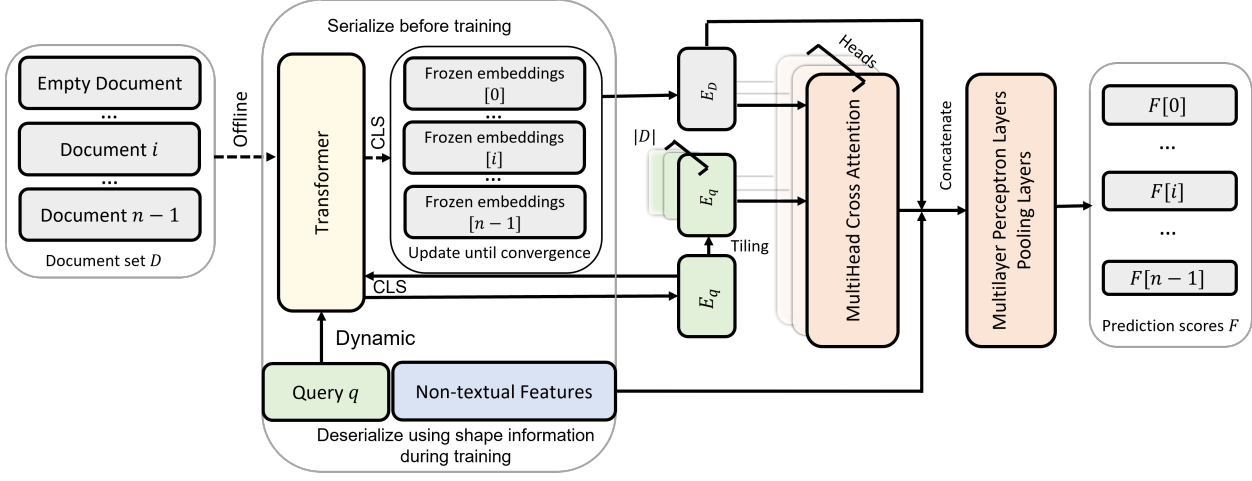 Serialize before training
Empty Document
...
Document i
...
Document n − 1
Document set D
Offline
Transformer
CLS
Frozen embeddings
[0]
...
Frozen embeddings
[i]
...
Frozen embeddings
[n − 1]
Update until convergence
CLS
Dynamic
Query q
Non-textual Features
Deserialize using shape information
during training
E_D
|D|
E_q
Tiling
E_q
Heads
MultiHead Cross Attention
Concatenate
Multilayer Perceptron Layers
Pooling Layers
F[0]
...
F[i]
...
F[n − 1]
Prediction scores F